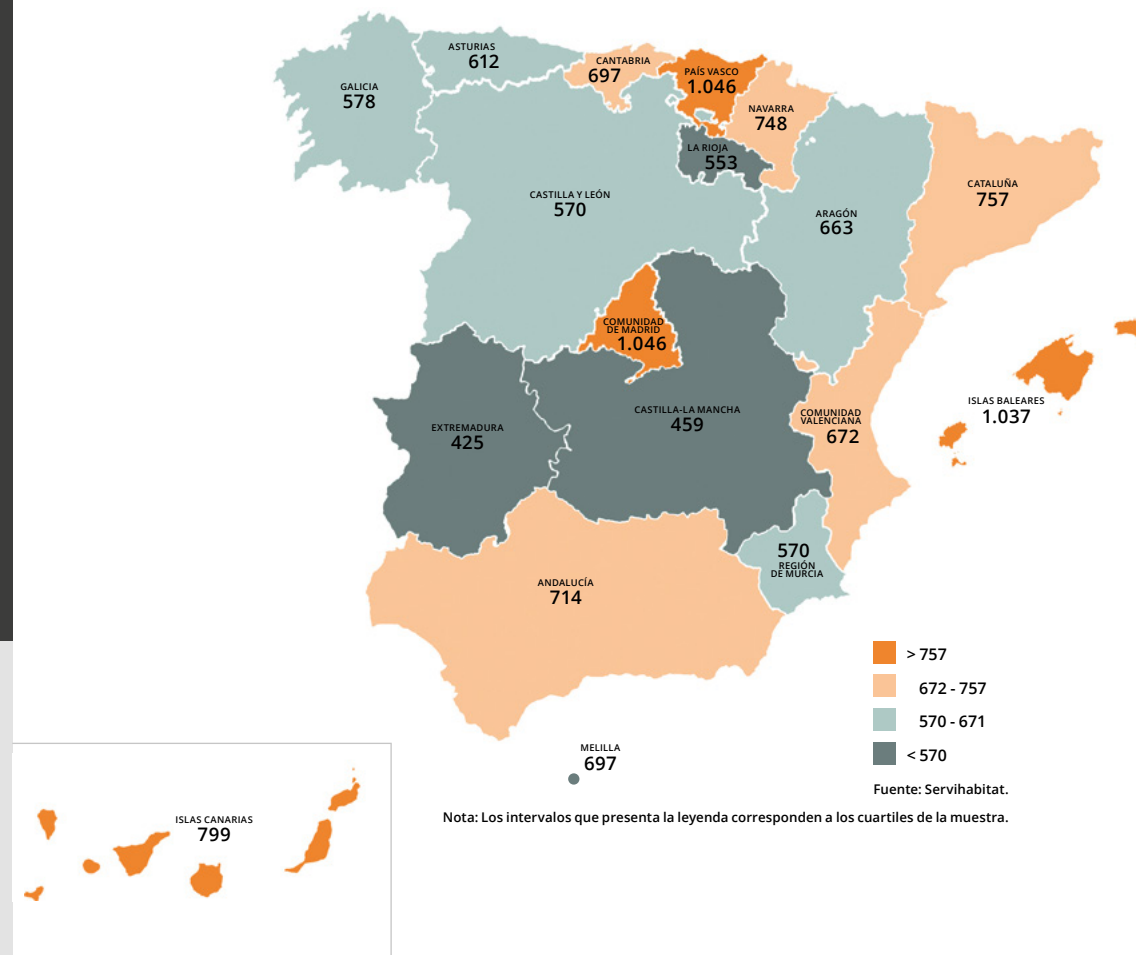 ASTURIAS
612
CANTABRIA
697
PAÍS VASCO
1.046
GALICIA
578
NAVARRA
748
LA RIOJA
553
CATALUÑA
757
CASTILLA Y LEÓN
570
ARAGÓN
663
COMUNIDAD
DE MADRID
1.046
ISLAS BALEARES
1.037
CASTILLA-LA MANCHA
459
COMUNIDAD
VALENCIANA
672
EXTREMADURA
425
570
REGIÓN
DE MURCIA
ANDALUCÍA
714
> 757
672 - 757
570 - 671
< 570
MELILLA
697
Fuente: Servihabitat.
Nota: Los intervalos que presenta la leyenda corresponden a los cuartiles de la muestra.
ISLAS CANARIAS
799